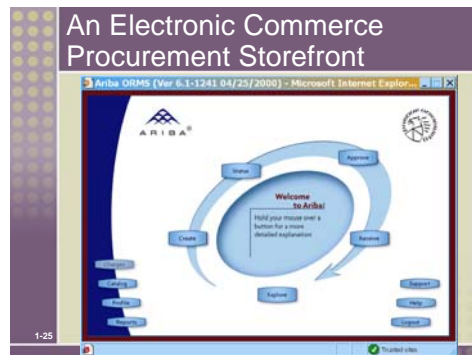 An Electronic Commerce
Procurement Storefront
Ariba ORMS (Ver 6.1-1241 04/25/2000) - Microsoft Internet Explor...
ARIBA®
Status
Approve
Welcome
to Ariba!
Hold your mouse over a
button for a more
detailed explanation
Create
Receive
Explore
Catalog
Profile
Reports
Support
Help
Logout
1-25
Trusted sites